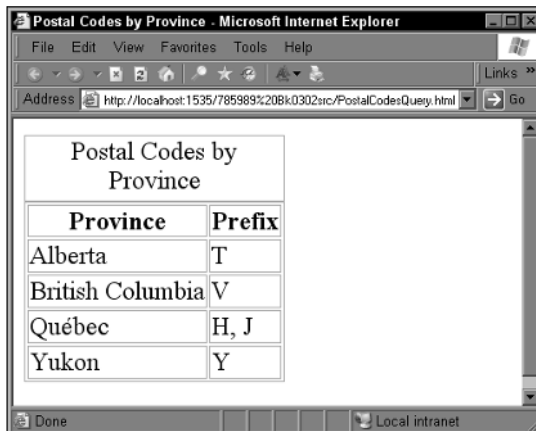 Postal Codes by Province - Microsoft Internet Explorer
File Edit View Favorites Tools Help
Links »
Address http://localhost:1535/785989%20Bk0302src/PostalCodesQuery.html Go
Postal Codes by
Province
Province Prefix
Alberta T
British Columbia V
Québec H, J
Yukon Y
Done Local intranet